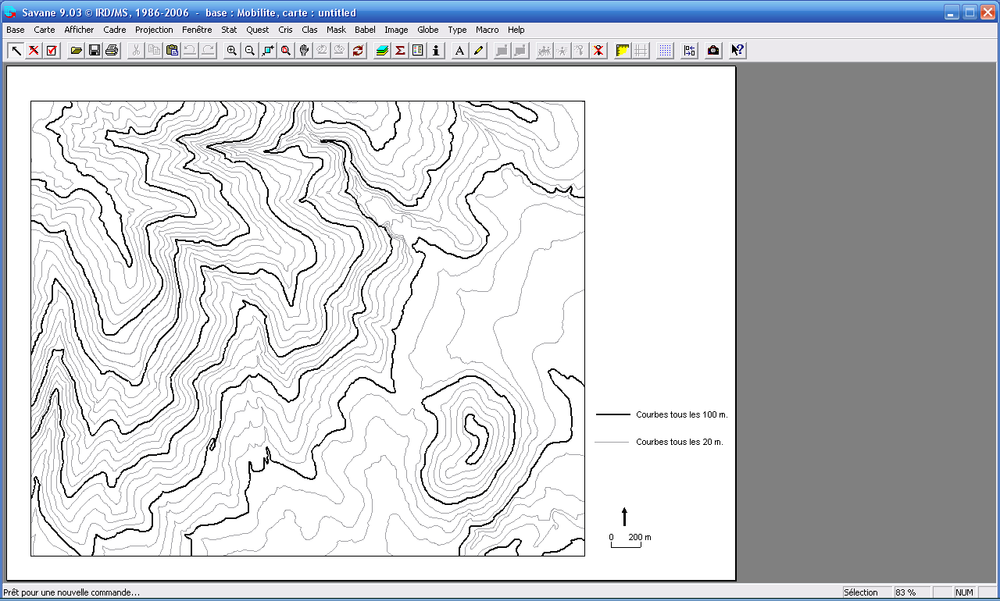 Savane 9.03 © IRD/MS, 1986-2006 - base : Mobilite, carte : untitled
Base Carte Afficher Cadre Projection Fenêtre Stat Quest Cris Clas Mask Babel Image Globe Type Macro Help
Courbes tous les 100 m.
Courbes tous les 20 m.
0 200 m
Prêt pour une nouvelle commande... Sélection 83 % NUM